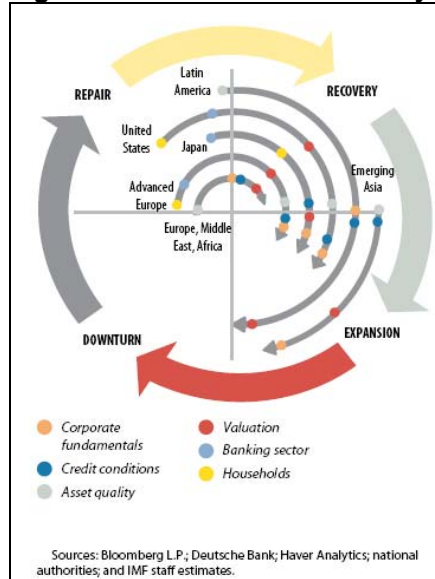 REPAIR
Latin
America
RECOVERY
United
States
Japan
Emerging
Asia
Advanced
Europe
Europe, Middle
East, Africa
DOWNTURN
EXPANSION
Corporate
fundamentals
Credit conditions
Asset quality
Valuation
Banking sector
Households
Sources: Bloomberg L.P.; Deutsche Bank; Haver Analytics; national
authorities; and IMF staff estimates.